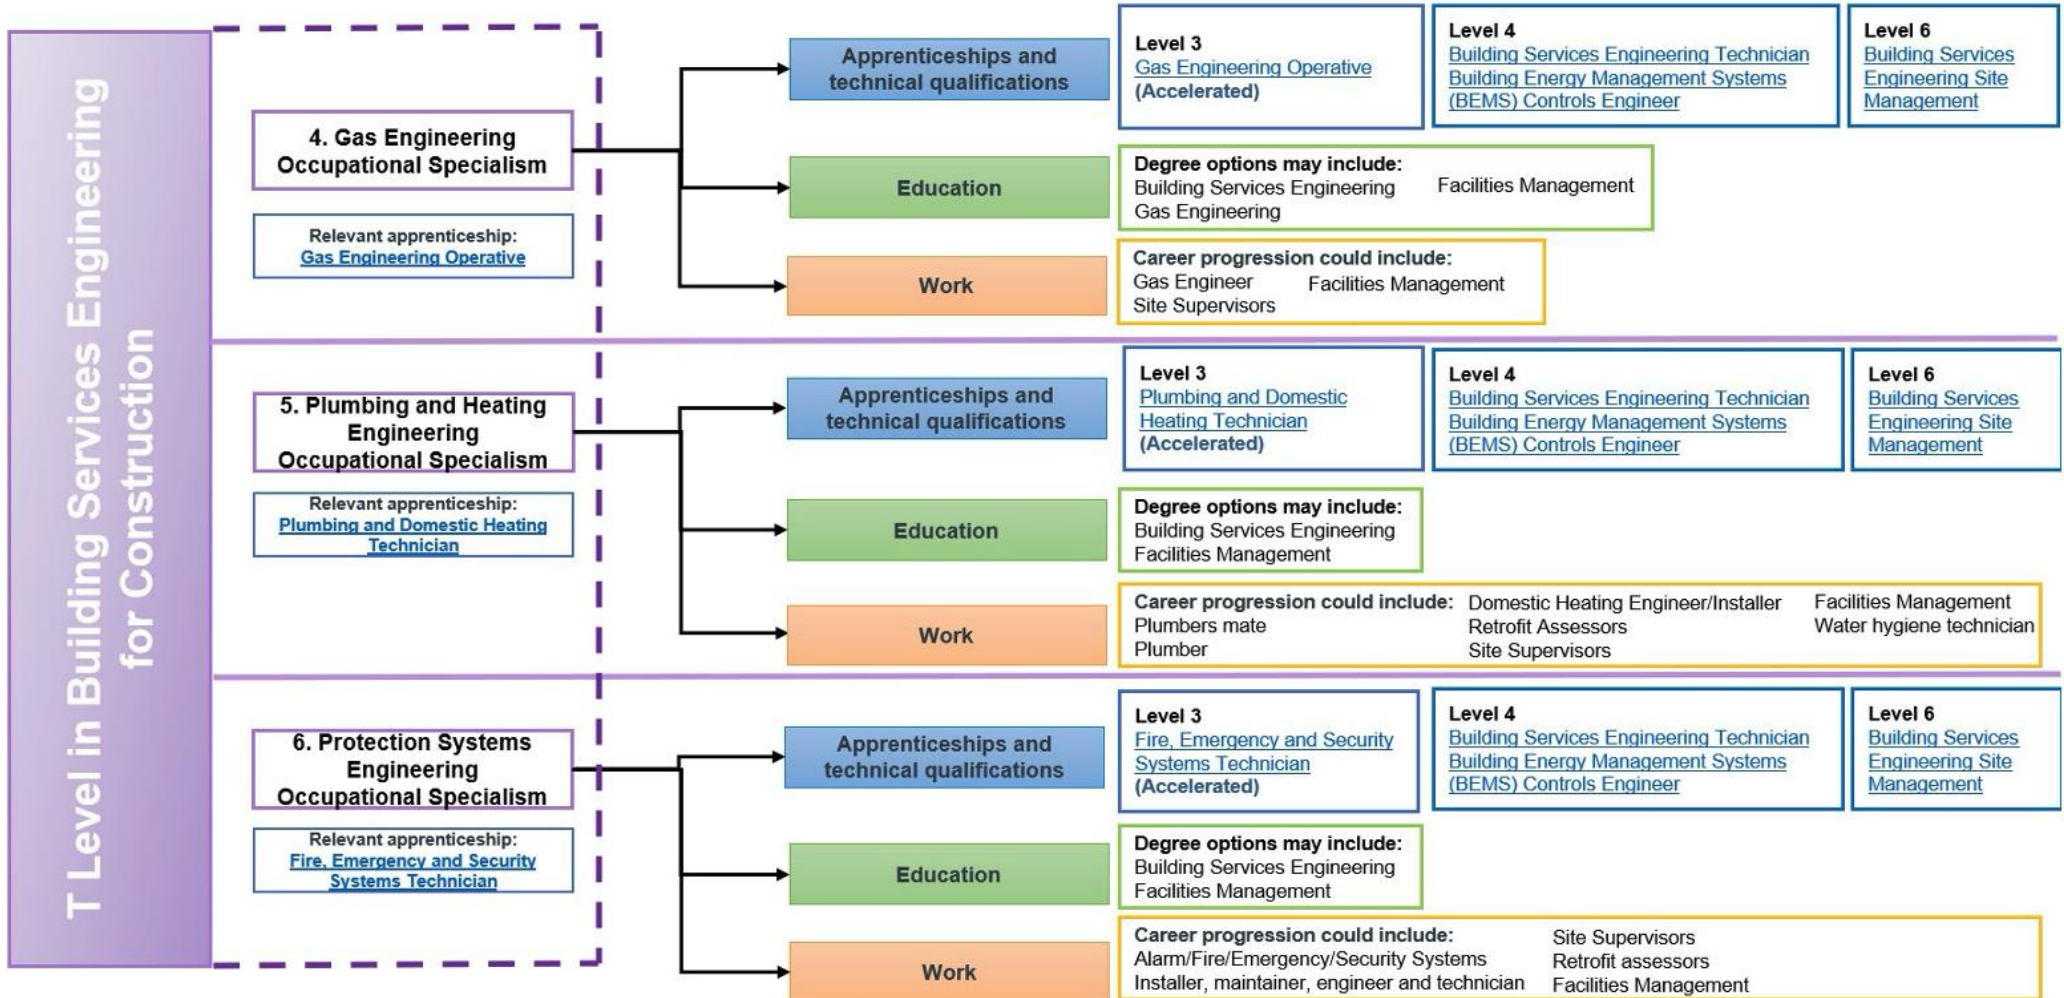 T Level in Building Services Engineering
for Construction
4. Gas Engineering
Occupational Specialism
Relevant apprenticeship:
Gas Engineering Operative
Apprenticeships and
technical qualifications
Level 3
Gas Engineering Operative
(Accelerated)
Level 4
Building Services Engineering Technician
Building Energy Management Systems
(BEMS) Controls Engineer
Level 6
Building Services
Engineering Site
Management
Education
Degree options may include:
Building Services Engineering
Gas Engineering
Facilities Management
Work
Career progression could include:
Gas Engineer
Site Supervisors
Facilities Management
5. Plumbing and Heating
Engineering
Occupational Specialism
Relevant apprenticeship:
Plumbing and Domestic Heating
Technician
Apprenticeships and
technical qualifications
Level 3
Plumbing and Domestic
Heating Technician
(Accelerated)
Level 4
Building Services Engineering Technician
Building Energy Management Systems
(BEMS) Controls Engineer
Level 6
Building Services
Engineering Site
Management
Education
Degree options may include:
Building Services Engineering
Facilities Management
Work
Career progression could include:
Plumbers mate
Plumber
Domestic Heating Engineer/Installer
Retrofit Assessors
Site Supervisors
Facilities Management
Water hygiene technician
6. Protection Systems
Engineering
Occupational Specialism
Relevant apprenticeship:
Fire, Emergency and Security
Systems Technician
Apprenticeships and
technical qualifications
Level 3
Fire, Emergency and Security
Systems Technician
(Accelerated)
Level 4
Building Services Engineering Technician
Building Energy Management Systems
(BEMS) Controls Engineer
Level 6
Building Services
Engineering Site
Management
Education
Degree options may include:
Building Services Engineering
Facilities Management
Work
Career progression could include:
Alarm/Fire/Emergency/Security Systems
Installer, maintainer, engineer and technician
Site Supervisors
Retrofit assessors
Facilities Management